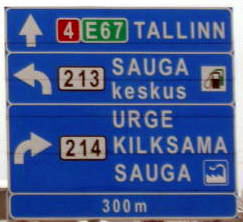 4 E67 TALLINN
213 SAUGA
keskus
URGE
214 KILKSAMA
SAUGA
300m